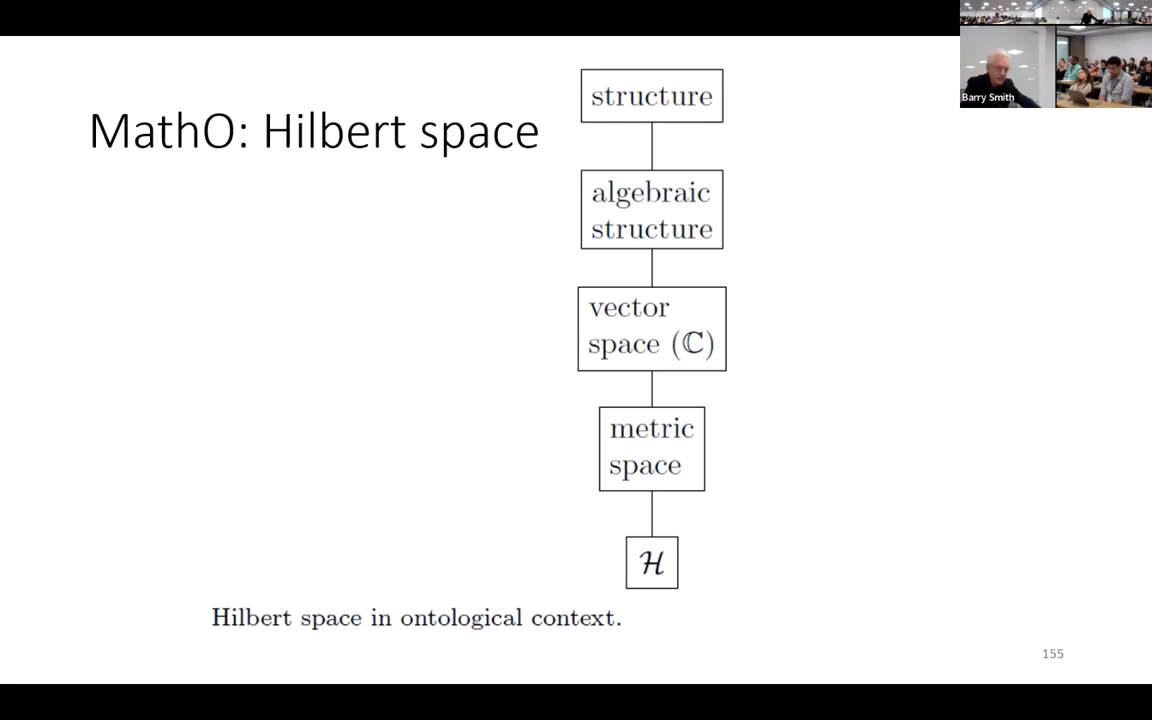 MathO: Hilbert space
structure
algebraic
structure
vector
space (ℂ)
metric
space
ℋ
Hilbert space in ontological context.
155
Barry Smith